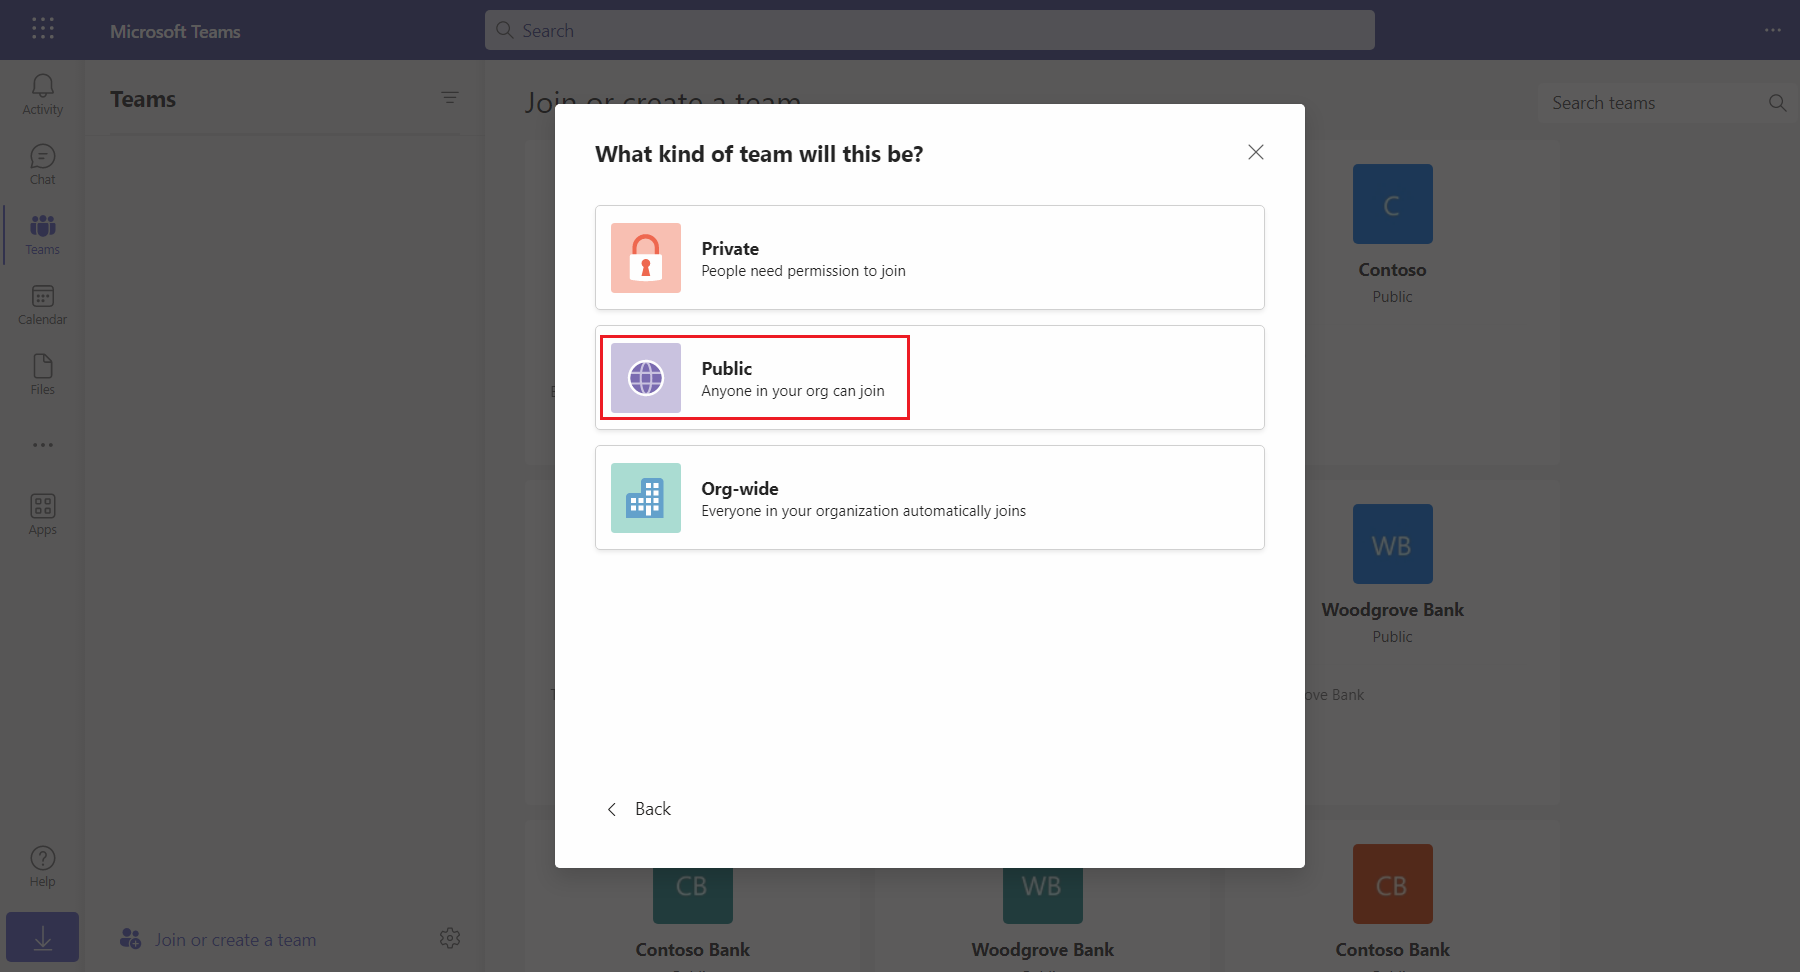 Microsoft Teams
Search
Activity
Chat
Teams
Calendar
Files
Apps
Help
Teams
Join or create a team
Join or create a team
Search teams
What kind of team will this be?
Private
People need permission to join
Public
Anyone in your org can join
Org-wide
Everyone in your organization automatically joins
Back
C
Contoso
Public
WB
Woodgrove Bank
Public
ove Bank
CB
Contoso Bank
WB
Woodgrove Bank
CB
Contoso Bank